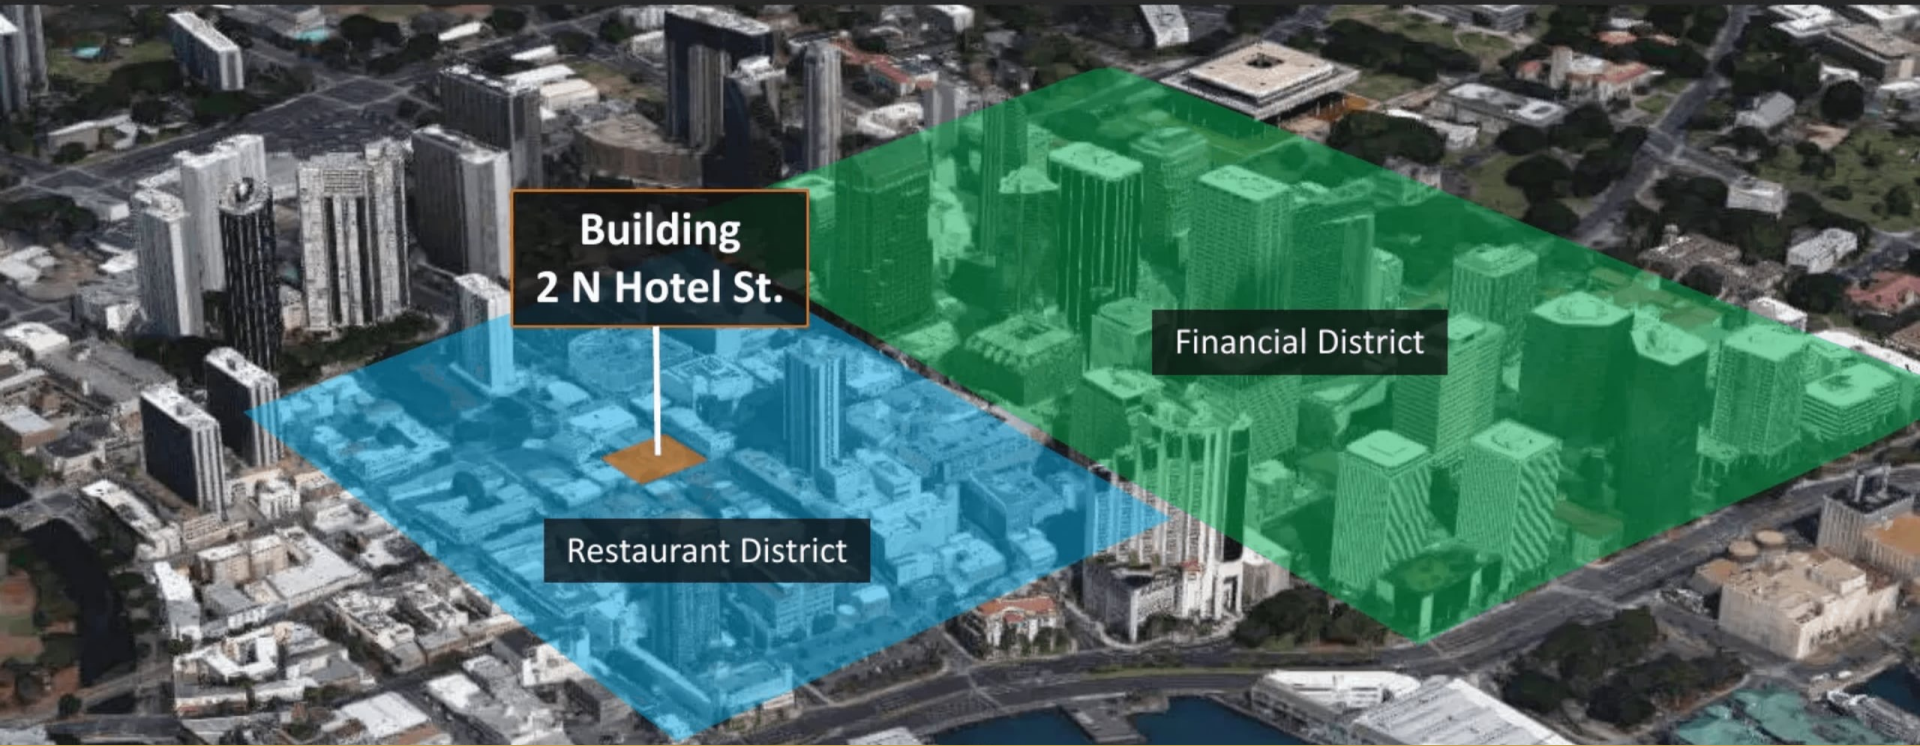 Building
2 N Hotel St.
Financial District
Restaurant District